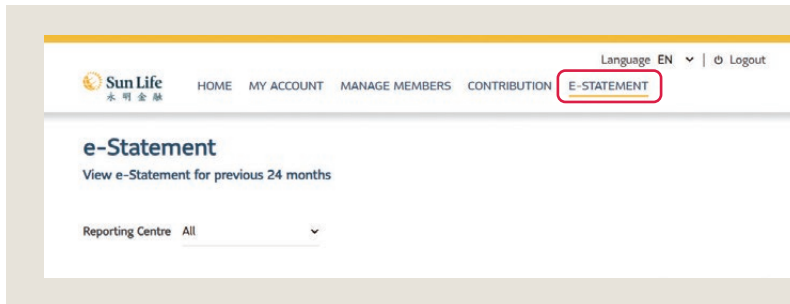 Language EN | Logout
Sun Life
永明金融
HOME MY ACCOUNT MANAGE MEMBERS CONTRIBUTION E-STATEMENT
e-Statement
View e-Statement for previous 24 months
Reporting Centre All